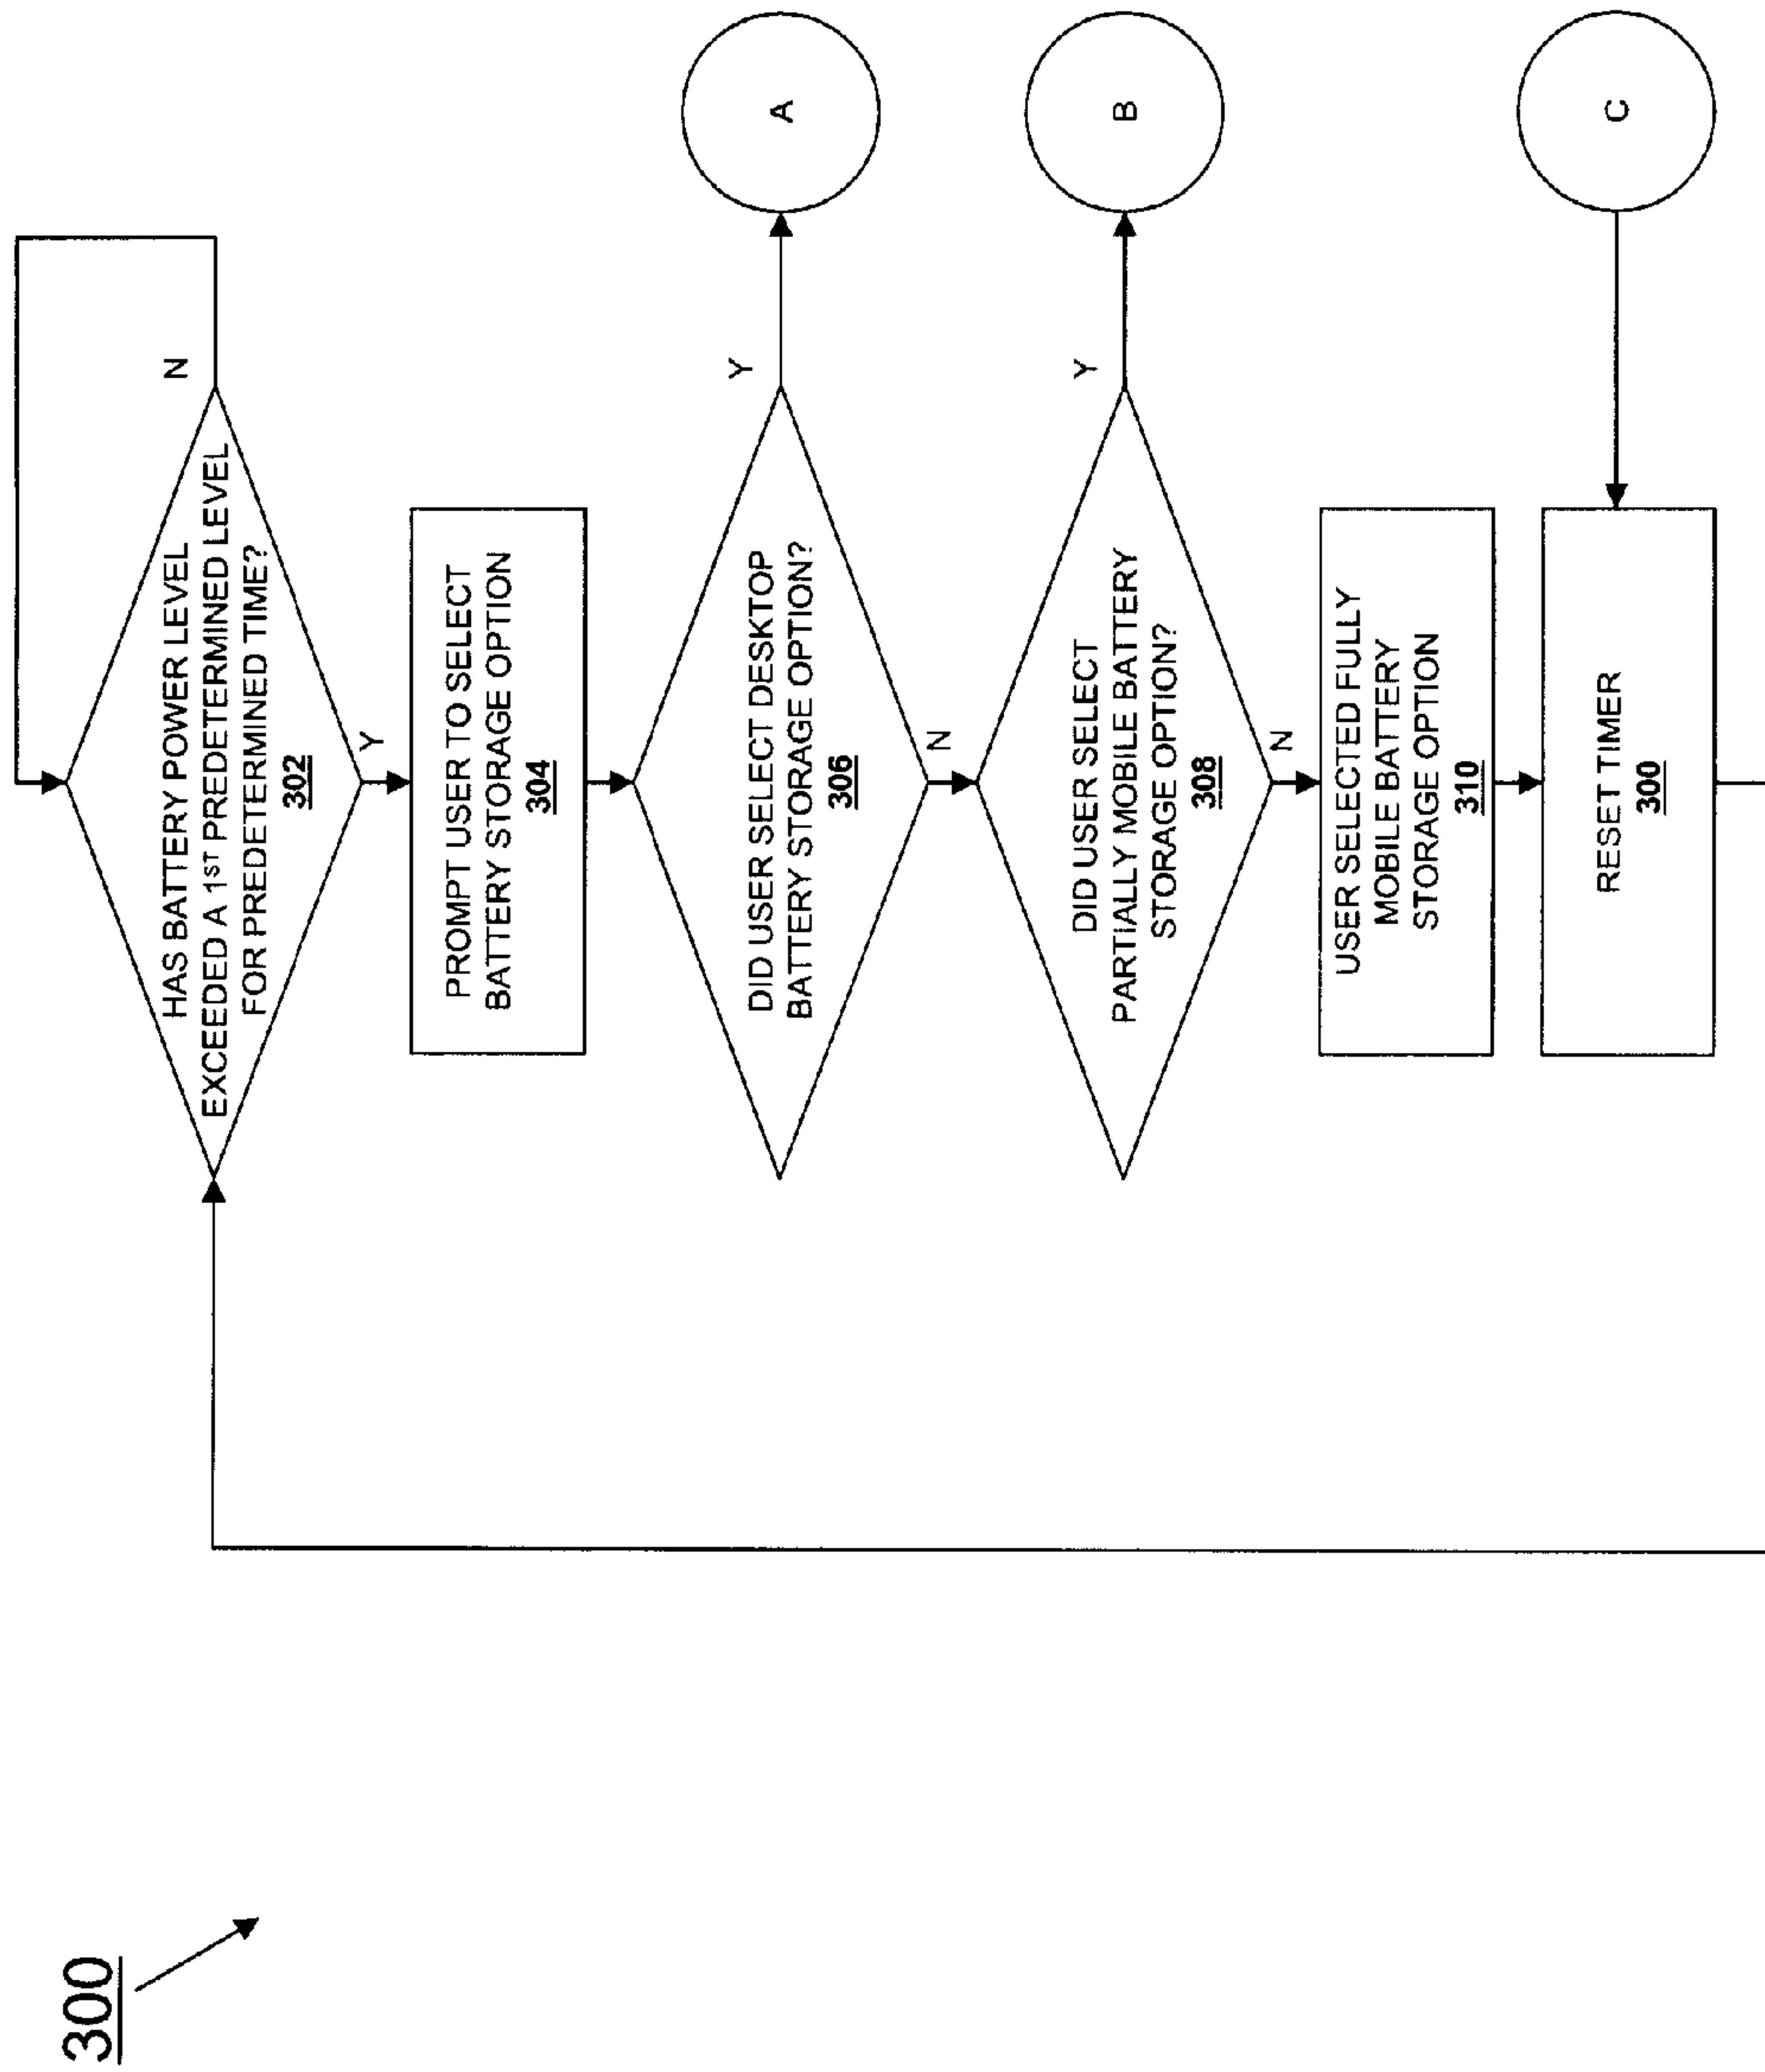 300
HAS BATTERY POWER LEVEL
EXCEEDED A 1ST PREDETERMINED LEVEL
FOR PREDETERMINED TIME?
302
N
Y
PROMPT USER TO SELECT
BATTERY STORAGE OPTION
304
DID USER SELECT DESKTOP
BATTERY STORAGE OPTION?
306
Y
A
N
DID USER SELECT
PARTIALLY MOBILE BATTERY
STORAGE OPTION?
308
Y
B
N
USER SELECTED FULLY
MOBILE BATTERY
STORAGE OPTION
310
RESET TIMER
300
C